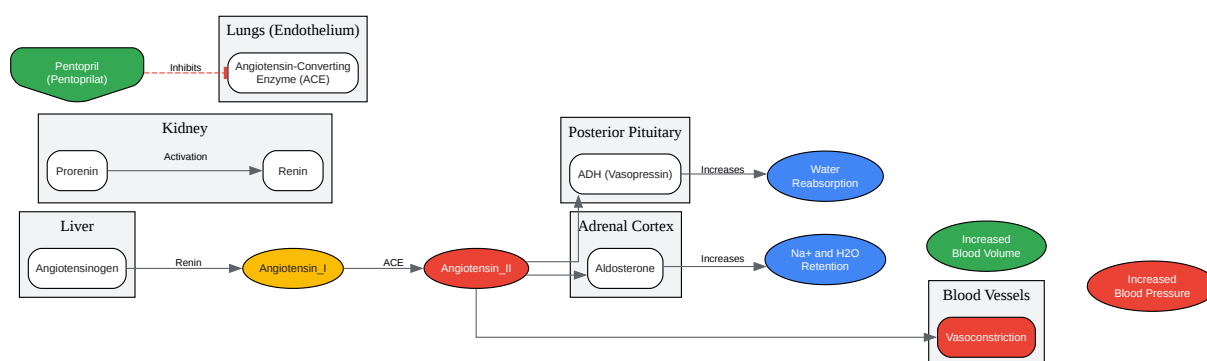 Lungs (Endothelium)
Pentopril
(Pentoprilat)
Inhibits
Angiotensin-Converting
Enzyme (ACE)
Kidney
Prorenin
Activation
Renin
Posterior Pituitary
ADH (Vasopressin)
Increases
Water
Reabsorption
Liver
Angiotensinogen
Renin
Angiotensin_I
ACE
Angiotensin_II
Adrenal Cortex
Aldosterone
Increases
Na+ and H2O
Retention
Increased
Blood Volume
Increased
Blood Pressure
Blood Vessels
Vasoconstriction